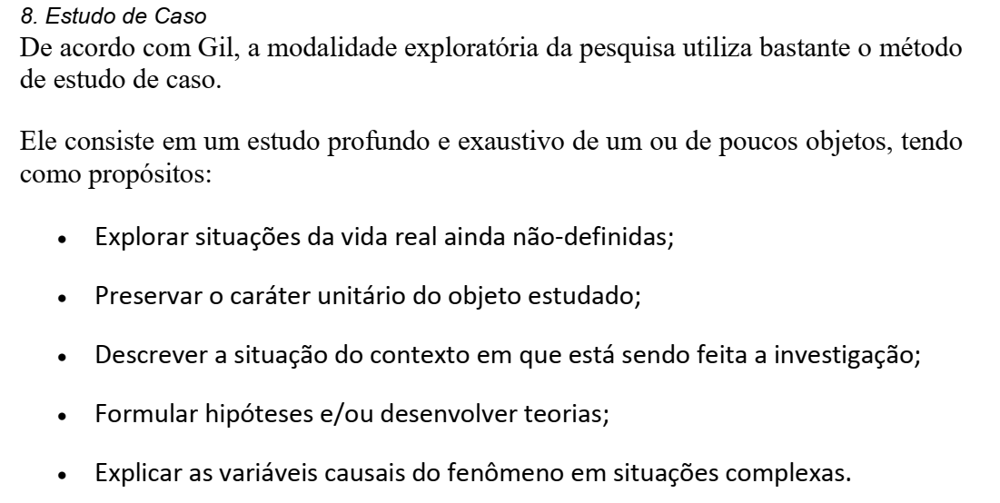 8. Estudo de Caso
De acordo com Gil, a modalidade exploratória da pesquisa utiliza bastante o método
de estudo de caso.
Ele consiste em um estudo profundo e exaustivo de um ou de poucos objetos, tendo
como propósitos:
• Explorar situações da vida real ainda não-definidas;
• Preservar o caráter unitário do objeto estudado;
• Descrever a situação do contexto em que está sendo feita a investigação;
• Formular hipóteses e/ou desenvolver teorias;
• Explicar as variáveis causais do fenômeno em situações complexas.